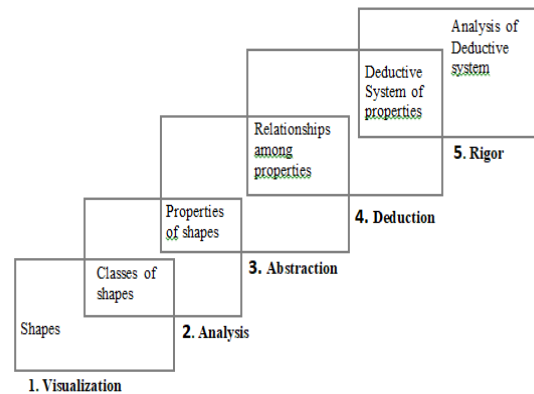 Analysis of
Deductive
system
Deductive
System of
properties
5. Rigor
Relationships
among
properties
4. Deduction
Properties
of shapes
3. Abstraction
Classes of
shapes
Shapes
2. Analysis
1. Visualization